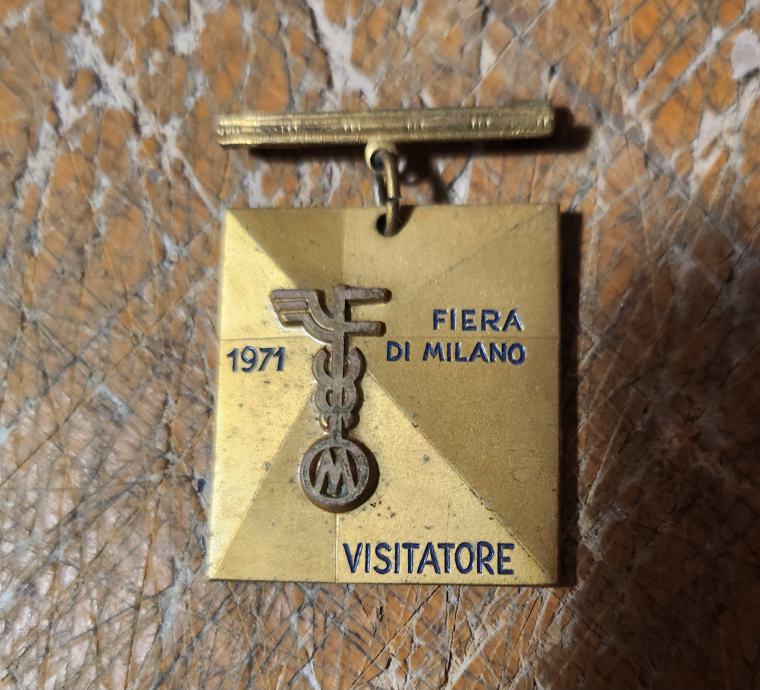 FIERA
DI MILANO
1971
M
VISITATORE